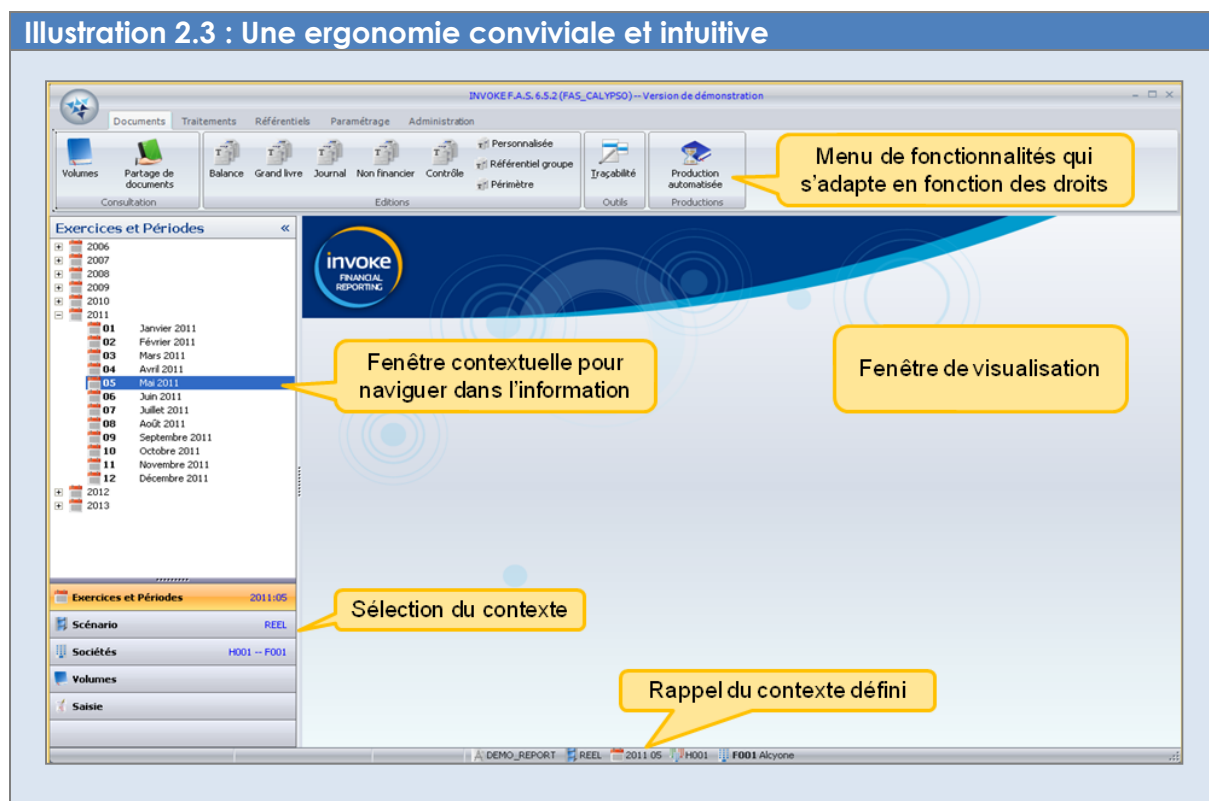 Illustration 2.3 : Une ergonomie conviviale et intuitive
INVOKE F.A.S. 6.5.2 (FAS_CALYPSO) -- Version de démonstration
Documents Traitements Référentiels Paramétrage Administration
Volumes
Partage de
documents
Consultation
Balance Grand livre Journal Non financier Contrôle
Personnalisée
Référentiel groupe
Périmètre
Editions
Traçabilité
Outils
Production
automatisée
Productions
Menu de fonctionnalités qui
s'adapte en fonction des droits
Exercices et Périodes «
2006
2007
2008
2009
2010
2011
01 Janvier 2011
02 Février 2011
03 Mars 2011
04 Avril 2011
05 Mai 2011
06 Juin 2011
07 Juillet 2011
08 Août 2011
09 Septembre 2011
10 Octobre 2011
11 Novembre 2011
12 Décembre 2011
2012
2013
invoke
FINANCIAL
REPORTING
Fenêtre contextuelle pour
naviguer dans l'information
Fenêtre de visualisation
Exercices et Périodes 2011:05
Scénario REEL
Sociétés H001 -- F001
Volumes
Saisie
Sélection du contexte
Rappel du contexte défini
DEMO_REPORT REEL 2011 05 H001 F001 Alcyone